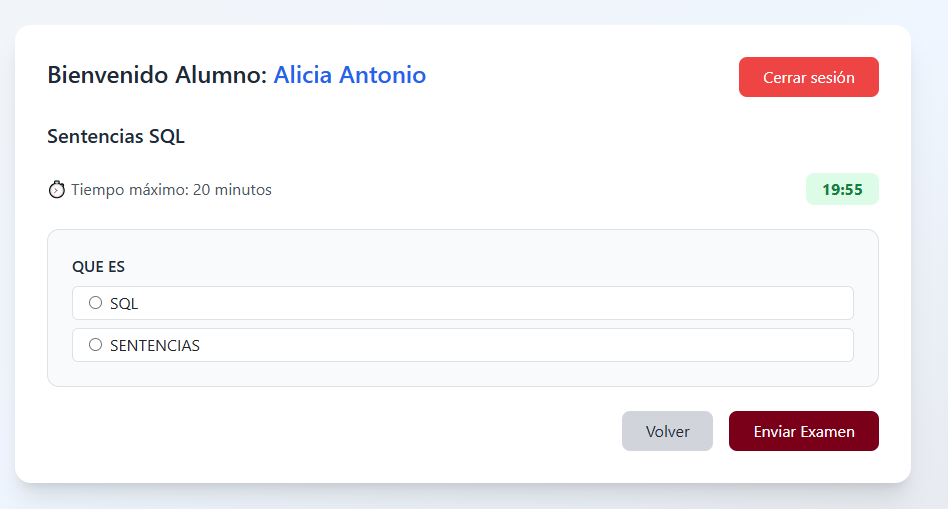 Bienvenido Alumno: Alicia Antonio
Cerrar sesión
Sentencias SQL
Tiempo máximo: 20 minutos
19:55
QUE ES
SQL
SENTENCIAS
Volver
Enviar Examen